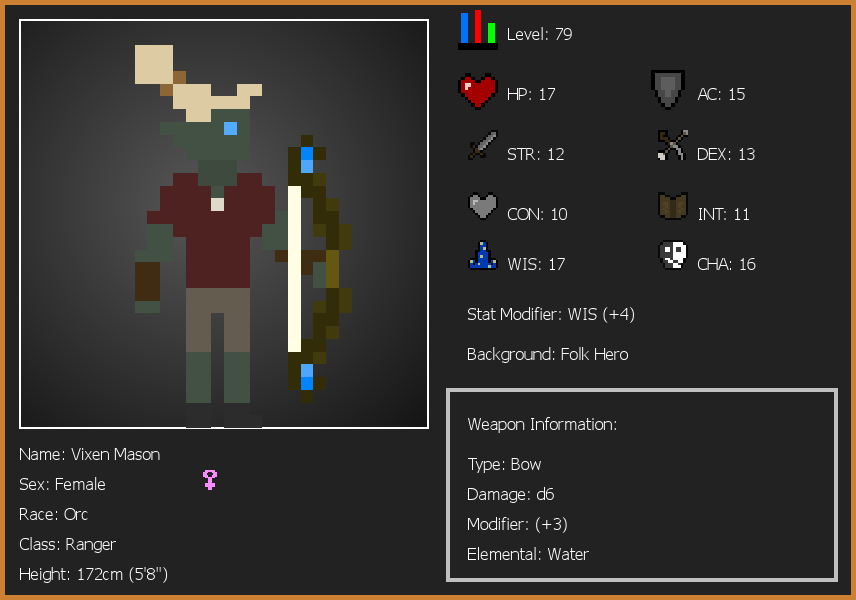 Level: 79
HP: 17
AC: 15
STR: 12
DEX: 13
CON: 10
INT: 11
WIS: 17
CHA: 16
Stat Modifier: WIS (+4)
Background: Folk Hero
Weapon Information:
Type: Bow
Damage: d6
Modifier: (+3)
Elemental: Water
Name: Vixen Mason
Sex: Female
Race: Orc
Class: Ranger
Height: 172cm (5'8")